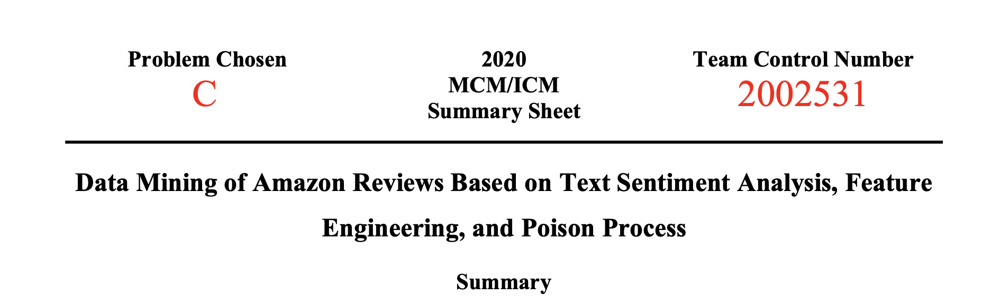 Problem Chosen
C
2020
MCM/ICM
Summary Sheet
Team Control Number
2002531
Data Mining of Amazon Reviews Based on Text Sentiment Analysis, Feature
Engineering, and Poison Process
Summary